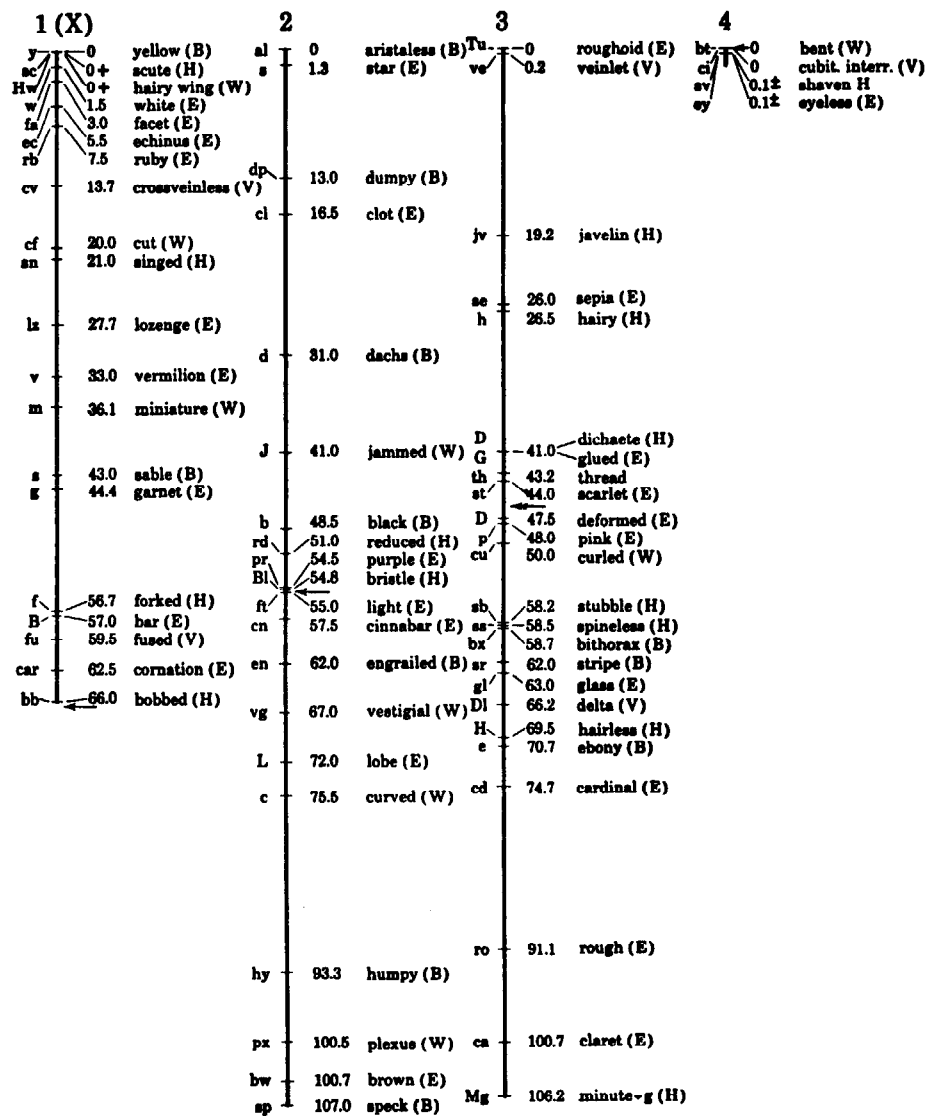 1 (X)
y 0 yellow (B)
sc 0+ scute (H)
Hw 0+ hairy wing (W)
w 1.5 white (E)
fa 3.0 facet (E)
ec 5.5 echinus (E)
rb 7.5 ruby (E)
cv 13.7 crossveinless (V)
cf 20.0 cut (W)
sn 21.0 singed (H)
lz 27.7 lozenge (E)
v 33.0 vermilion (E)
m 36.1 miniature (W)
s 43.0 sable (B)
g 44.4 garnet (E)
f 56.7 forked (H)
B 57.0 bar (E)
fu 59.5 fused (V)
car 62.5 cornation (E)
bb 66.0 bobbed (H)
2
al 0 aristaless (B)
s 1.3 star (E)
dp 13.0 dumpy (B)
cl 16.5 clot (E)
d 31.0 dachs (B)
J 41.0 jammed (W)
b 48.5 black (B)
rd 51.0 reduced (H)
pr 54.5 purple (E)
Bl 54.8 bristle (H)
ft 55.0 light (E)
cn 57.5 cinnabar (E)
en 62.0 engrailed (B)
vg 67.0 vestigial (W)
L 72.0 lobe (E)
c 75.5 curved (W)
hy 93.3 humpy (B)
px 100.5 plexus (W)
bw 100.7 brown (E)
sp 107.0 speck (B)
3
Tu 0 roughoid (E)
ve 0.2 veinlet (V)
jv 19.2 javelin (H)
se 26.0 sepia (E)
h 26.5 hairy (H)
D dichaete (H)
41.0
G glued (E)
th 43.2 thread
st 44.0 scarlet (E)
D 47.5 deformed (E)
p 48.0 pink (E)
cu 50.0 curled (W)
sb 58.2 stubble (H)
ss 58.5 spineless (H)
bx 58.7 bithorax (B)
sr 62.0 stripe (B)
gl 63.0 glass (E)
Dl 66.2 delta (V)
H 69.5 hairless (H)
e 70.7 ebony (B)
cd 74.7 cardinal (E)
ro 91.1 rough (E)
ca 100.7 claret (E)
Mg 106.2 minute-g (H)
4
bt 0 bent (W)
ci 0 cubit. interr. (V)
sv 0.1± shaven H
ey 0.1± eyeless (E)